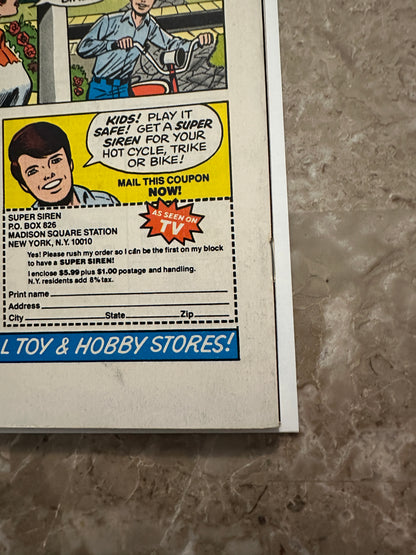 KIDS! PLAY IT
SAFE! GET A SUPER
SIREN FOR YOUR
HOT CYCLE, TRIKE
OR BIKE!
MAIL THIS COUPON
NOW!
AS SEEN ON
TV
SUPER SIREN
P.O. BOX 826
MADISON SQUARE STATION
NEW YORK, N.Y. 10010
Yes! Please rush my order so I can be the first on my block
to have a SUPER SIREN!
I enclose $5.99 plus $1.00 postage and handling.
N.Y. residents add 8% tax.
Print name
Address
City State Zip
L TOY & HOBBY STORES!